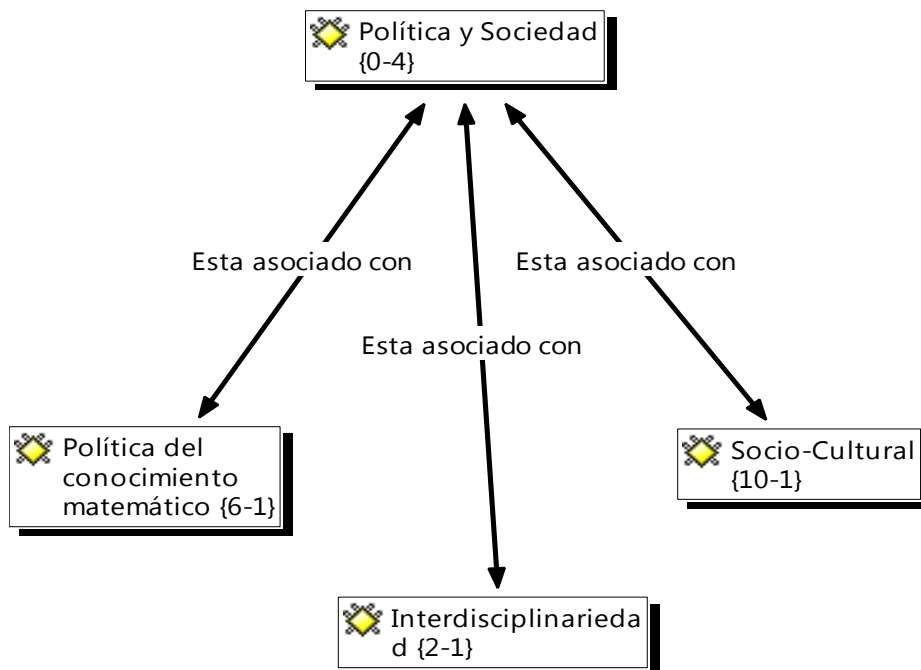 Política y Sociedad
{0-4}
Esta asociado con
Esta asociado con
Esta asociado con
Política del
conocimiento
matemático {6-1}
Socio-Cultural
{10-1}
Interdisciplinarieda
d {2-1}